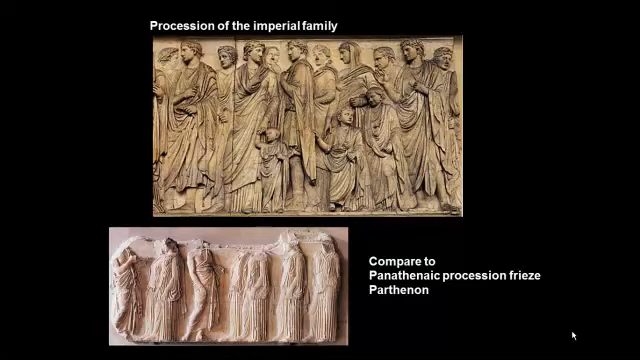 Procession of the imperial family
Compare to
Panathenaic procession frieze
Parthenon